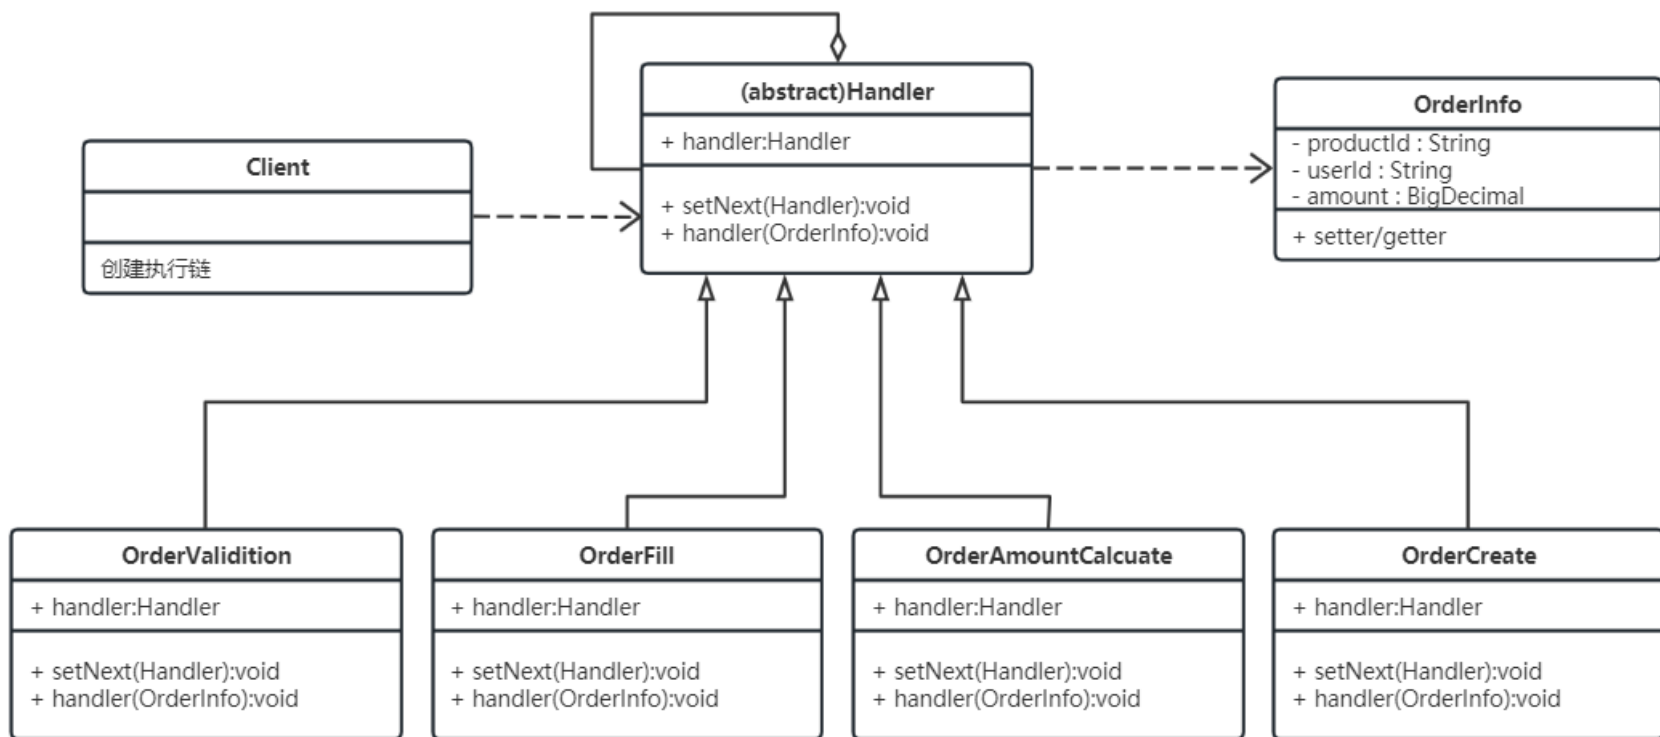 (abstract)Handler
+ handler:Handler
+ setNext(Handler):void
+ handler(OrderInfo):void
OrderInfo
- productId : String
- userId : String
- amount : BigDecimal
+ setter/getter
Client
创建执行链
OrderValidition
+ handler:Handler
+ setNext(Handler):void
+ handler(OrderInfo):void
OrderFill
+ handler:Handler
+ setNext(Handler):void
+ handler(OrderInfo):void
OrderAmountCalcuate
+ handler:Handler
+ setNext(Handler):void
+ handler(OrderInfo):void
OrderCreate
+ handler:Handler
+ setNext(Handler):void
+ handler(OrderInfo):void